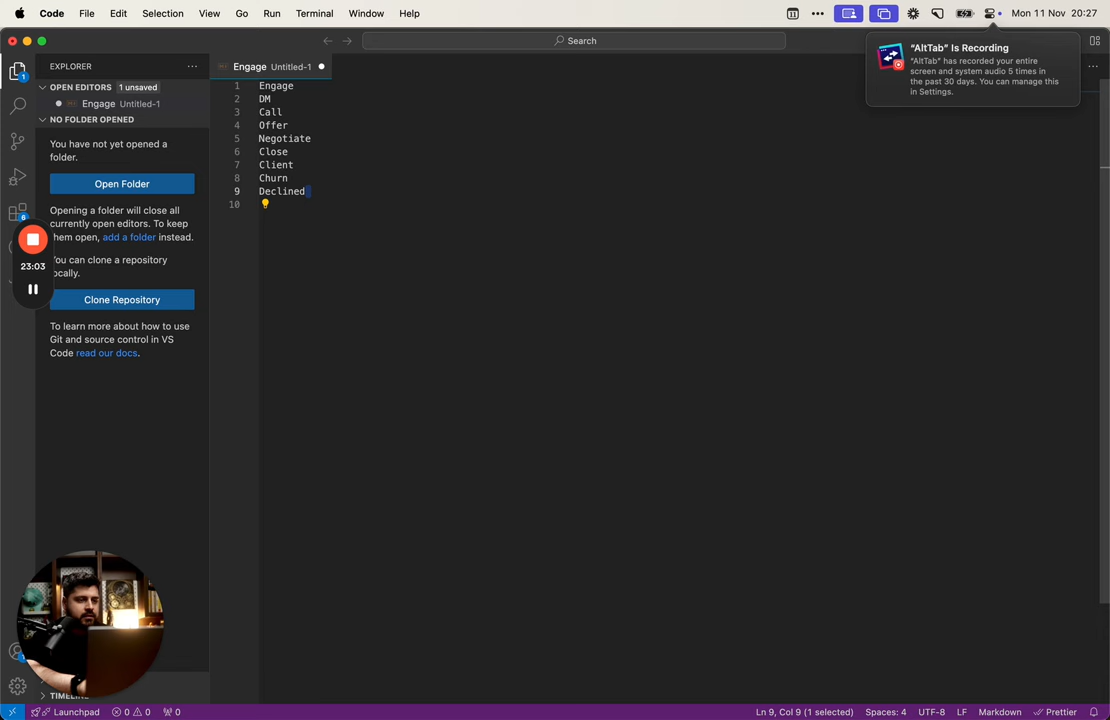 Code File Edit Selection View Go Run Terminal Window Help
11
Mon 11 Nov 20:27
Search
"AltTab" Is Recording
"AltTab" has recorded your entire
screen and system audio 5 times in
the past 30 days. You can manage this
in Settings.
EXPLORER
Engage Untitled-1
OPEN EDITORS 1 unsaved
Engage Untitled-1
NO FOLDER OPENED
You have not yet opened a
folder.
Open Folder
Opening a folder will close all
currently open editors. To keep
them open, add a folder instead.
You can clone a repository
locally.
Clone Repository
To learn more about how to use
Git and source control in VS
Code read our docs.
1
6
23:03
1 Engage
2 DM
3 Call
4 Offer
5 Negotiate
6 Close
7 Client
8 Churn
9 Declined
10
TIMELINE
Launchpad 0 0 0
Ln 9, Col 9 (1 selected) Spaces: 4 UTF-8 LF Markdown Prettier